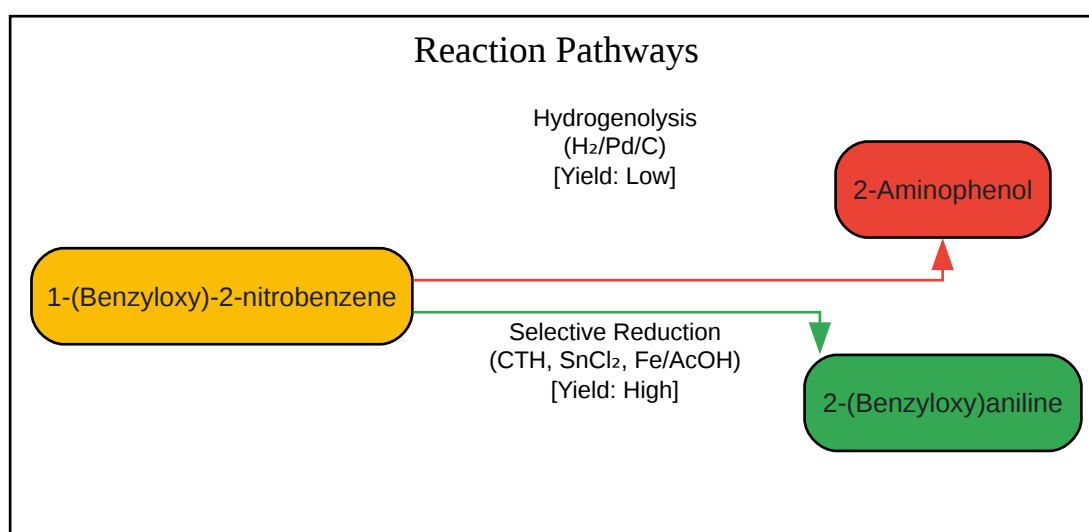 Reaction Pathways
Hydrogenolysis
(H₂/Pd/C)
[Yield: Low]
2-Aminophenol
1-(Benzyloxy)-2-nitrobenzene
Selective Reduction
(CTH, SnCl₂, Fe/AcOH)
[Yield: High]
2-(Benzyloxy)aniline